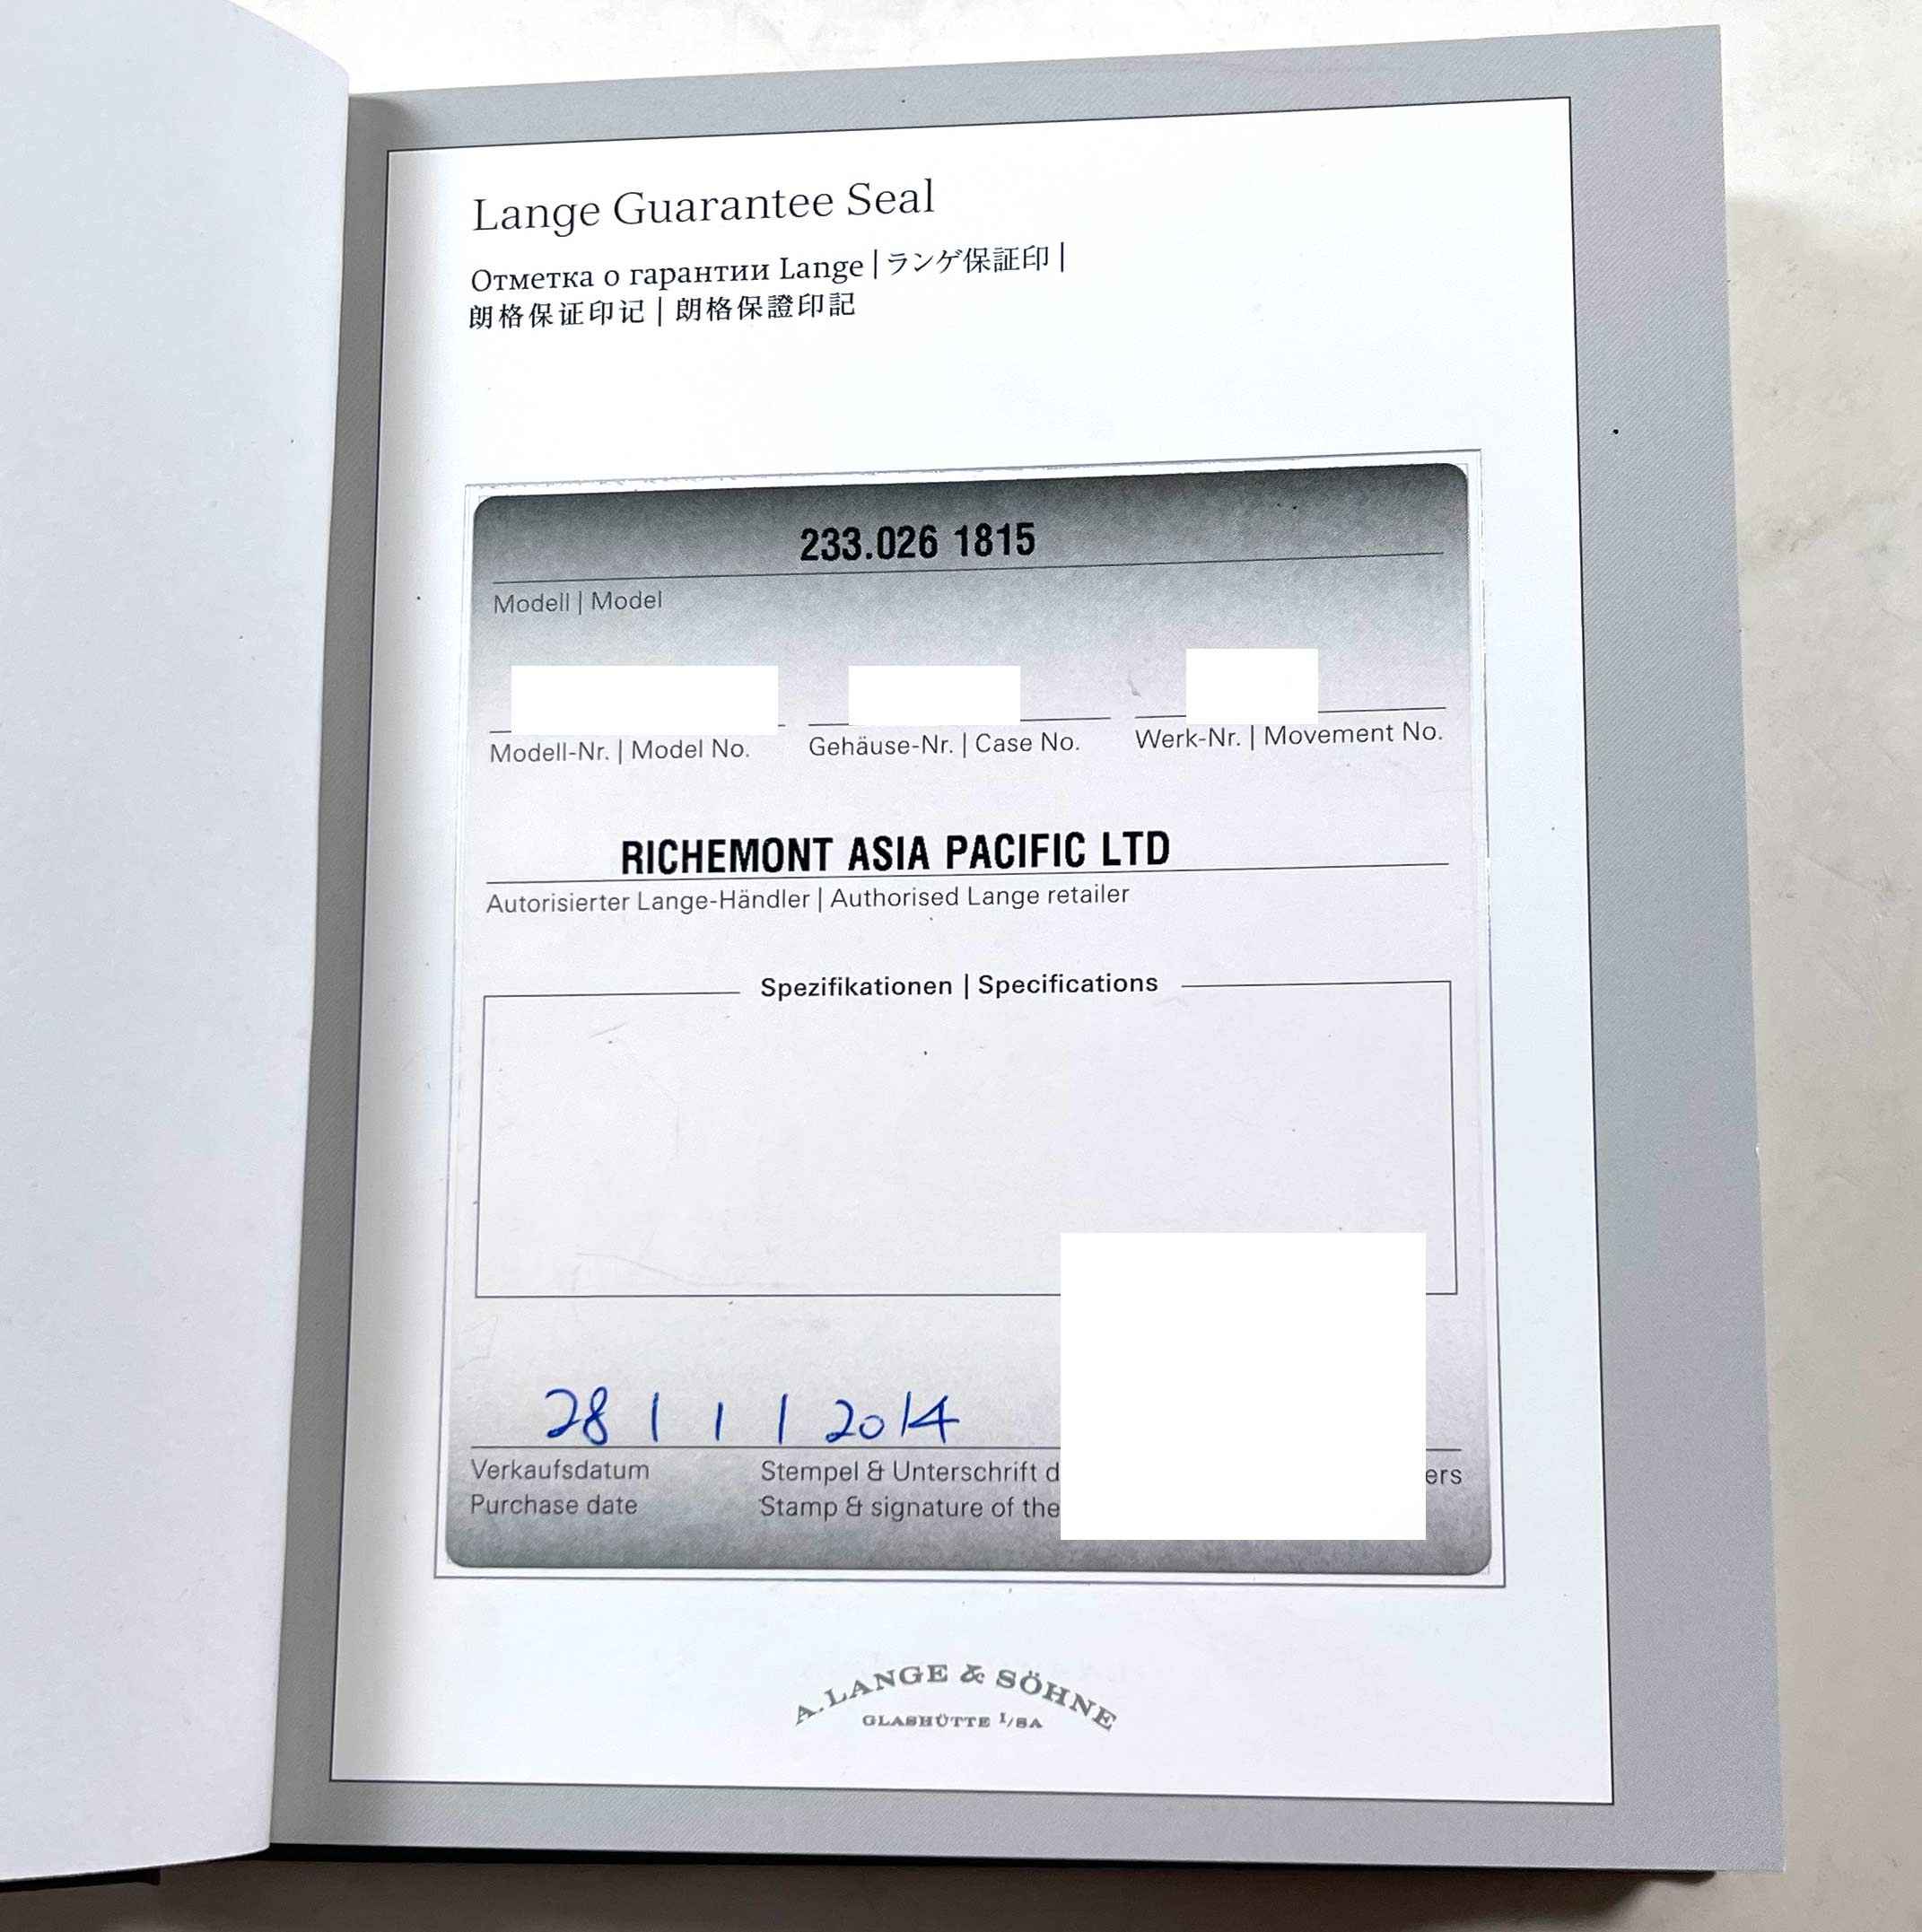 Lange Guarantee Seal
Отметка о гарантии Lange | ランゲ保証印 |
朗格保证印记 | 朗格保證印記
233.026 1815
Modell | Model
Modell-Nr. | Model No. Gehäuse-Nr. | Case No. Werk-Nr. | Movement No.
RICHEMONT ASIA PACIFIC LTD
Autorisierter Lange-Händler | Authorised Lange retailer
Spezifikationen | Specifications
28 | 1 | 2014
Verkaufsdatum Stempel & Unterschrift d ers
Purchase date Stamp & signature of the
A. LANGE & SÖHNE
GLASHÜTTE I/SA